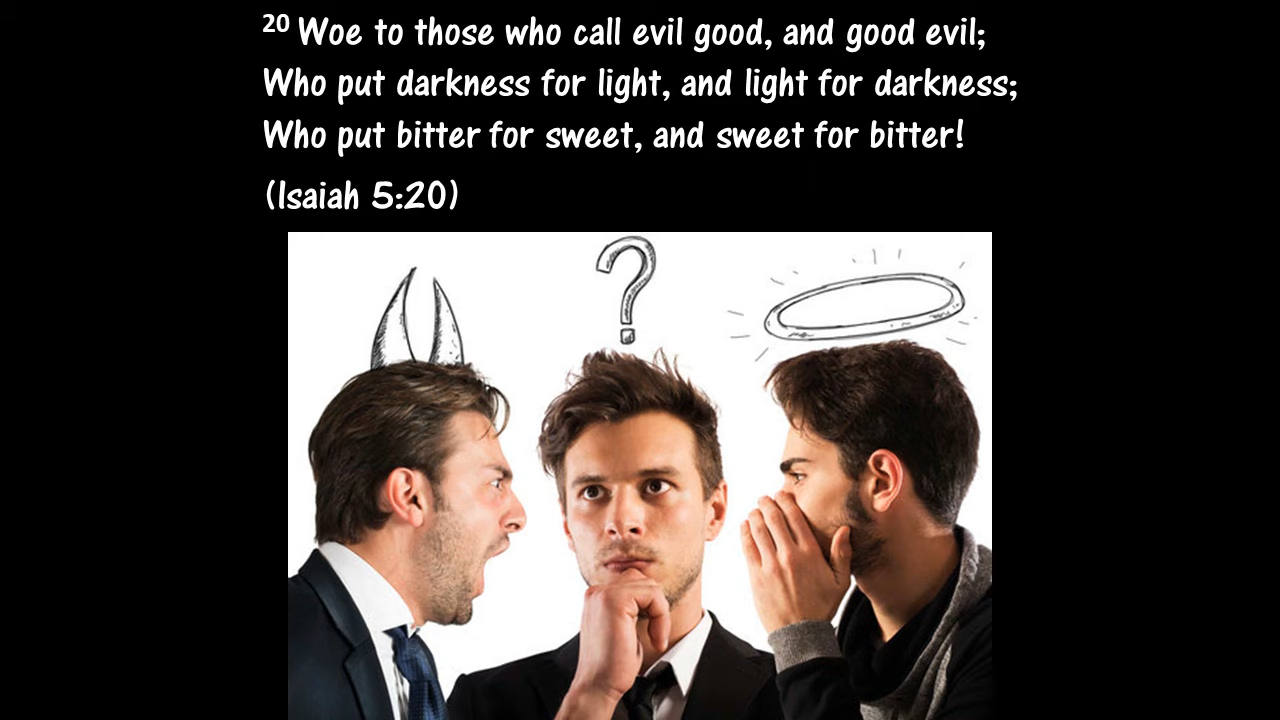 20 Woe to those who call evil good, and good evil;
Who put darkness for light, and light for darkness;
Who put bitter for sweet, and sweet for bitter!
(Isaiah 5:20)
?